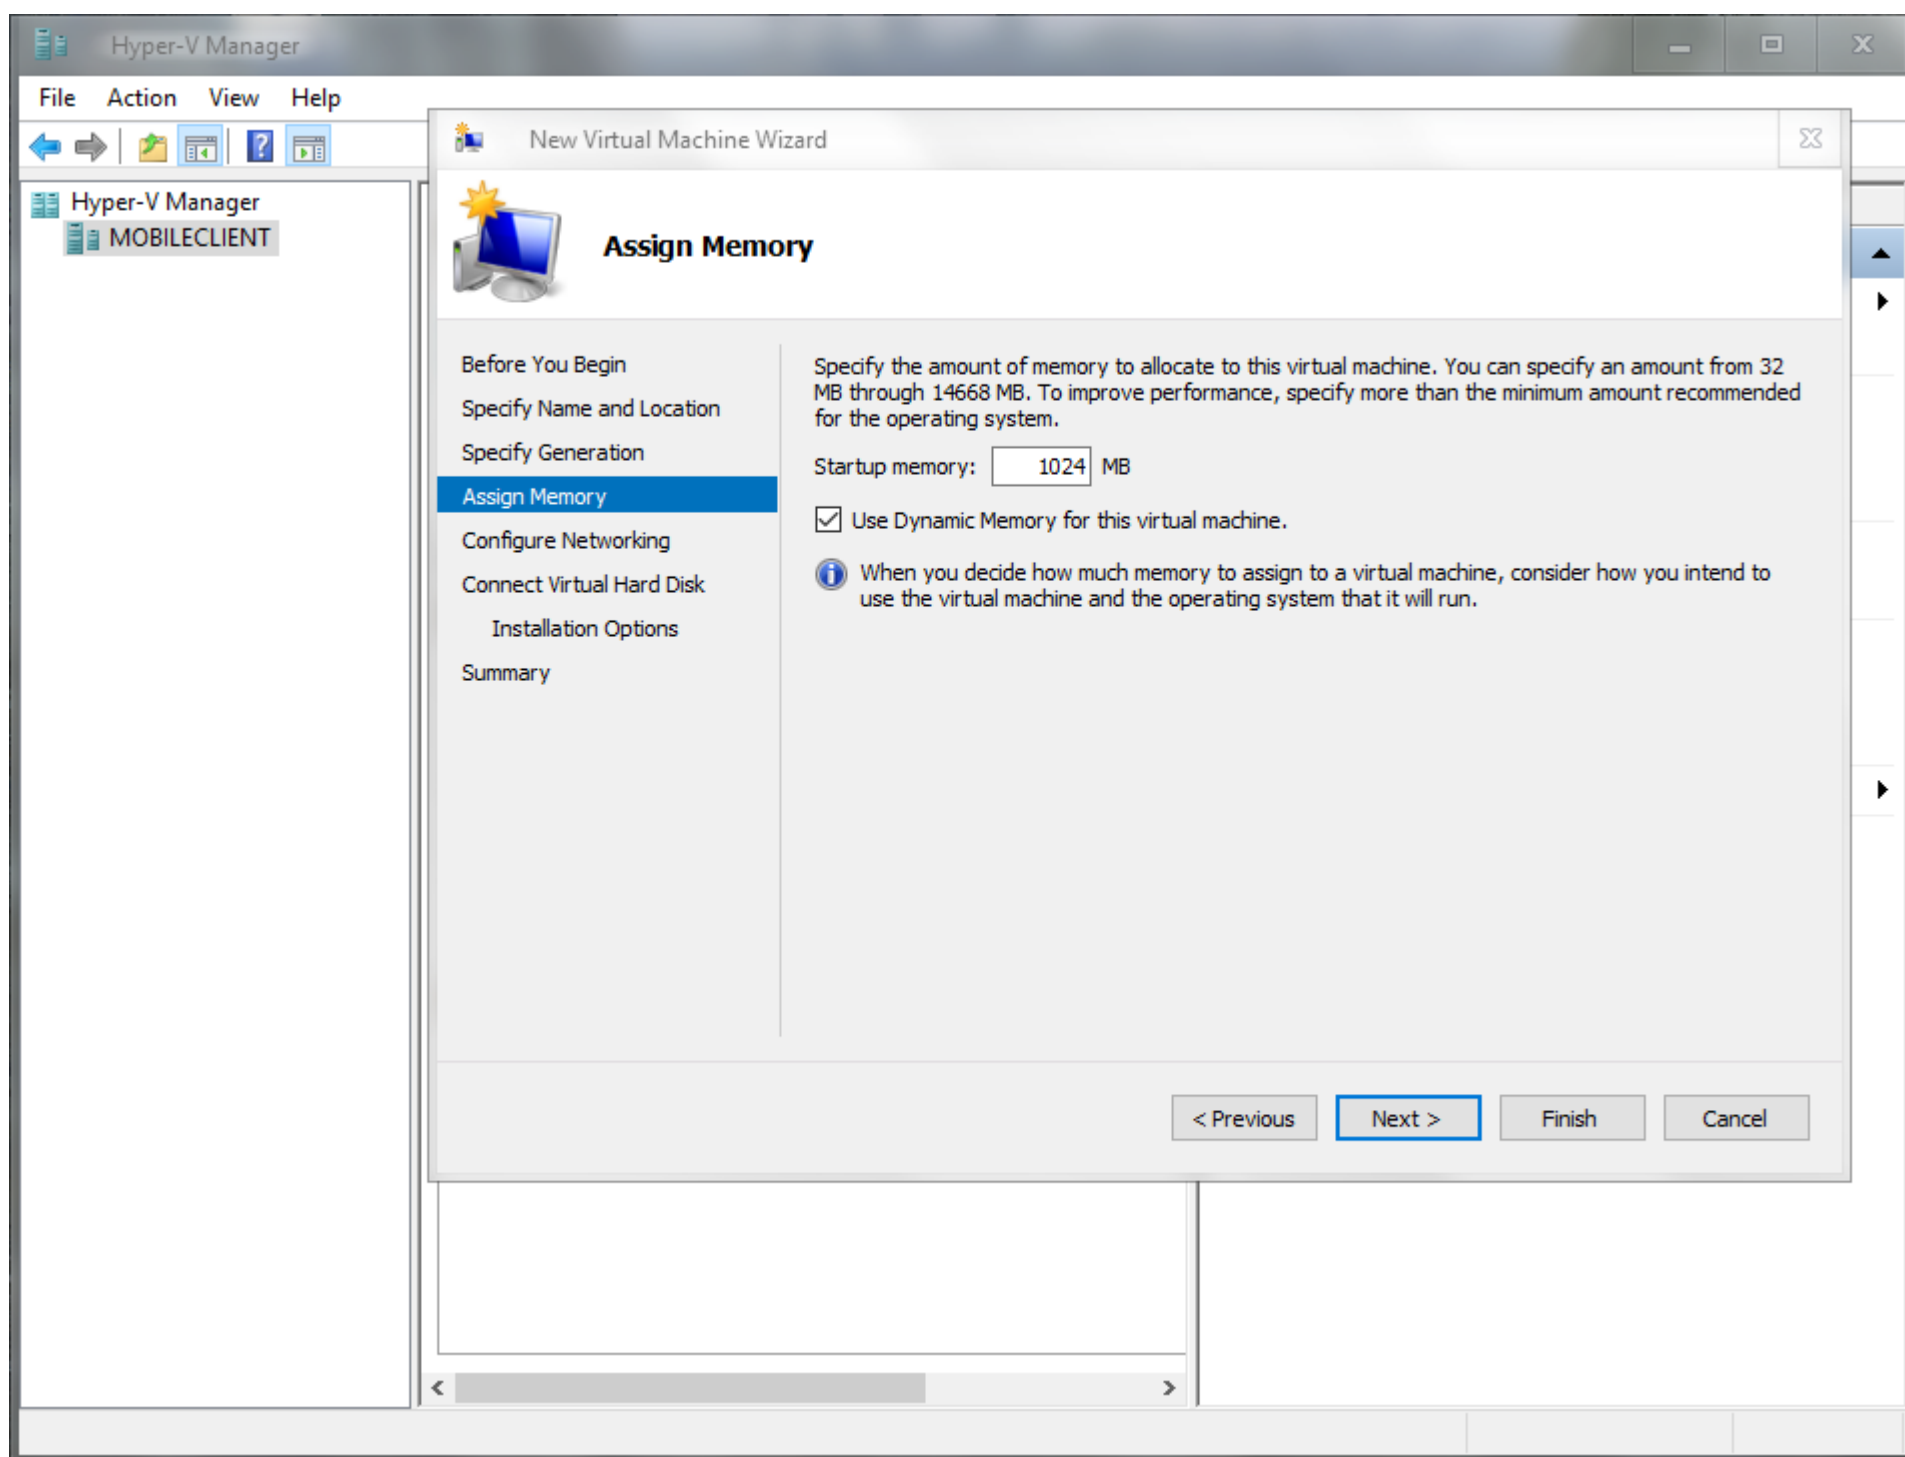 Hyper-V Manager
File Action View Help
Hyper-V Manager
MOBILECLIENT
New Virtual Machine Wizard
Assign Memory
Before You Begin
Specify Name and Location
Specify Generation
Assign Memory
Configure Networking
Connect Virtual Hard Disk
Installation Options
Summary
Specify the amount of memory to allocate to this virtual machine. You can specify an amount from 32
MB through 14668 MB. To improve performance, specify more than the minimum amount recommended
for the operating system.
Startup memory: 1024 MB
Use Dynamic Memory for this virtual machine.
When you decide how much memory to assign to a virtual machine, consider how you intend to
use the virtual machine and the operating system that it will run.
< Previous Next > Finish Cancel